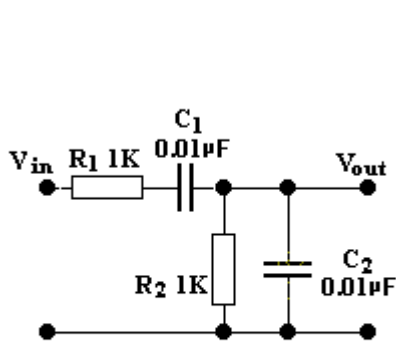 C1
0.01µF
Vin R1 1K
Vout
R2 1K
C2
0.01µF